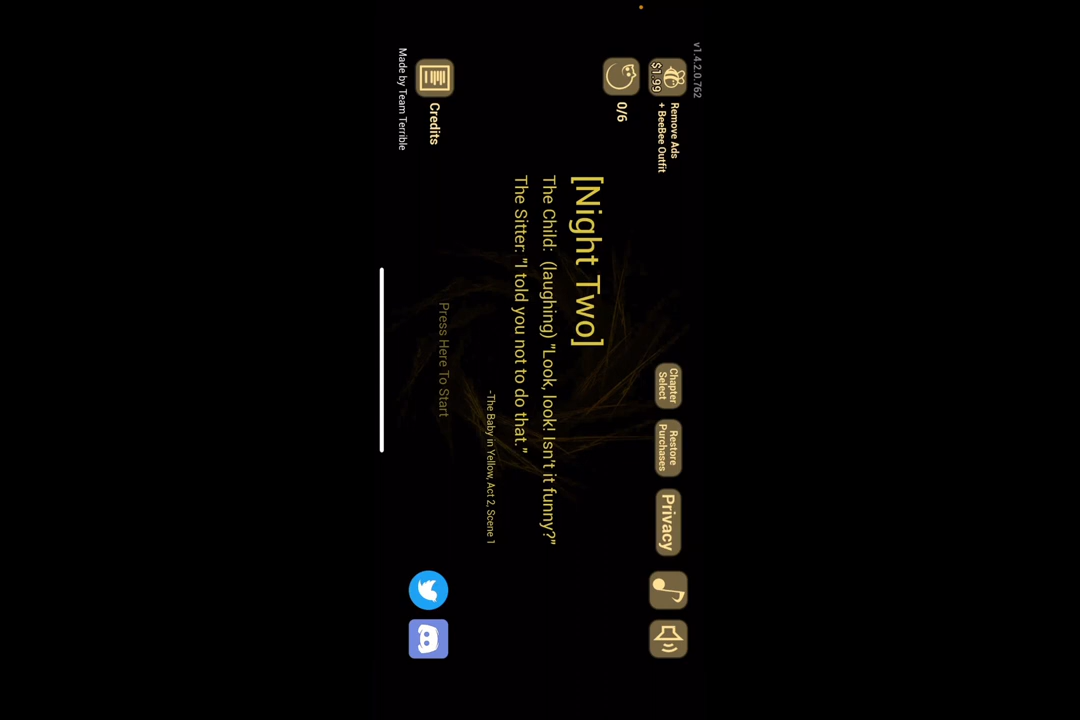 v1.4.2.0.762
$1.99
Remove Ads
+ BeeBee Outfit
Chapter
Select
Restore
Purchases
Privacy
0/6
[Night Two]
The Child: (laughing) "Look, look! Isn't it funny?"
The Sitter: "I told you not to do that."
-The Baby in Yellow, Act 2, Scene 1
Press Here To Start
Credits
Made by Team Terrible